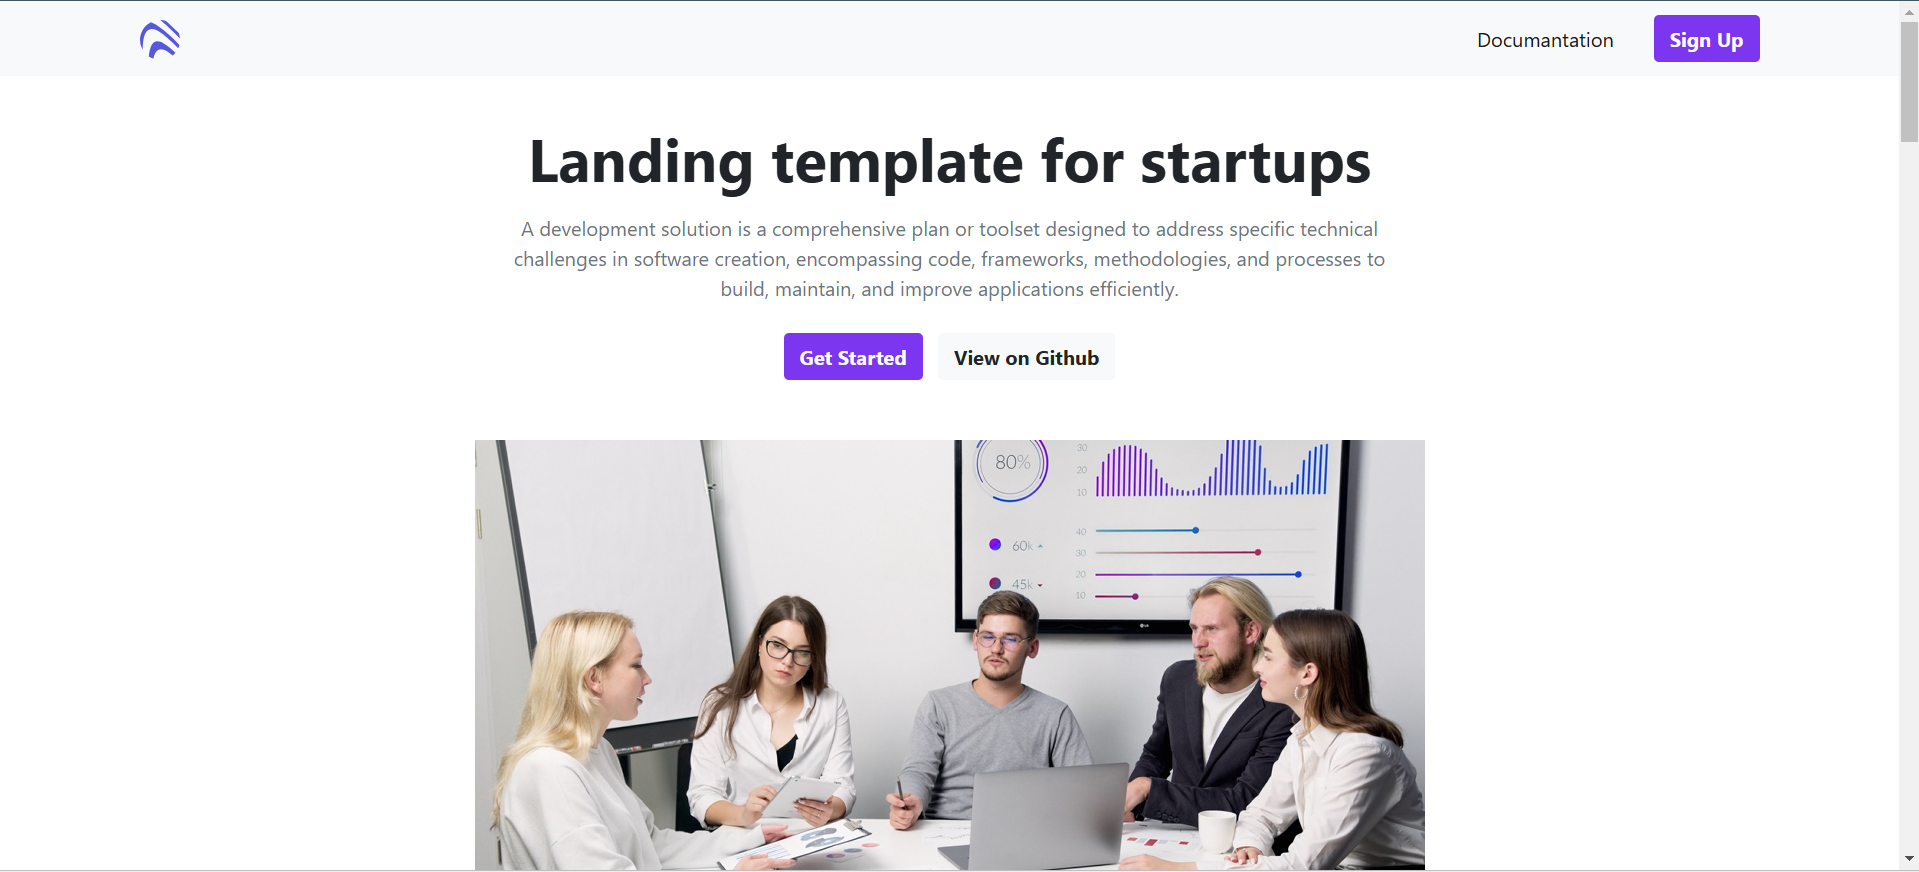 Documantation
Sign Up
Landing template for startups
A development solution is a comprehensive plan or toolset designed to address specific technical
challenges in software creation, encompassing code, frameworks, methodologies, and processes to
build, maintain, and improve applications efficiently.
Get Started
View on Github
80%
30
20
10
60k
45k
40
30
20
10
LG